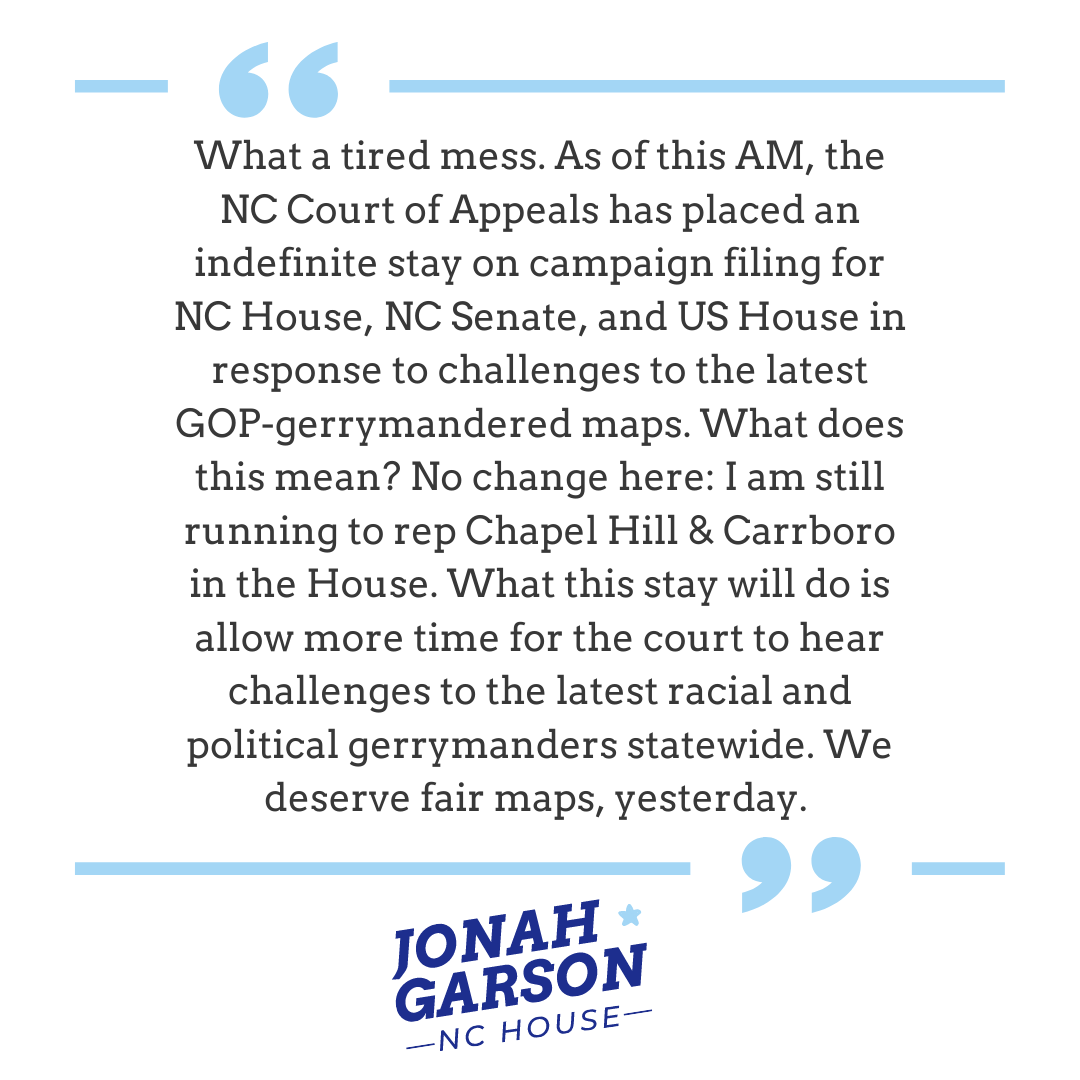 “
What a tired mess. As of this AM, the
NC Court of Appeals has placed an
indefinite stay on campaign filing for
NC House, NC Senate, and US House in
response to challenges to the latest
GOP-gerrymandered maps. What does
this mean? No change here: I am still
running to rep Chapel Hill & Carrboro
in the House. What this stay will do is
allow more time for the court to hear
challenges to the latest racial and
political gerrymanders statewide. We
deserve fair maps, yesterday.
”
JONAH
GARSON
—NC HOUSE—